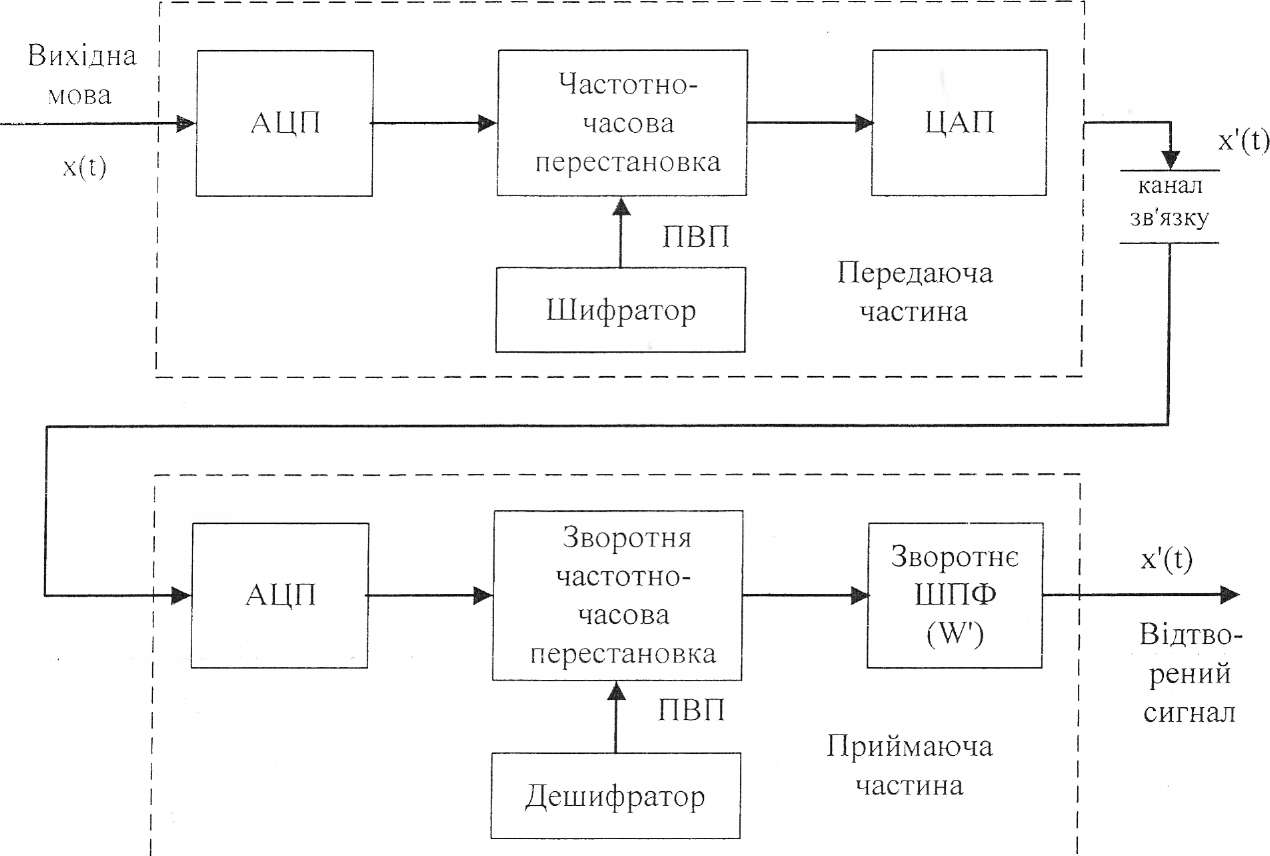 Вихідна
мова
x(t)
АЦП
Частотно-
часова
перестановка
ЦАП
x'(t)
канал
зв'язку
ПВП
Шифратор
Передаюча
частина
АЦП
Зворотня
частотно-
часова
перестановка
Зворотнє
ШПФ
(W')
x'(t)
Відтво-
рений
сигнал
ПВП
Дешифратор
Приймаюча
частина